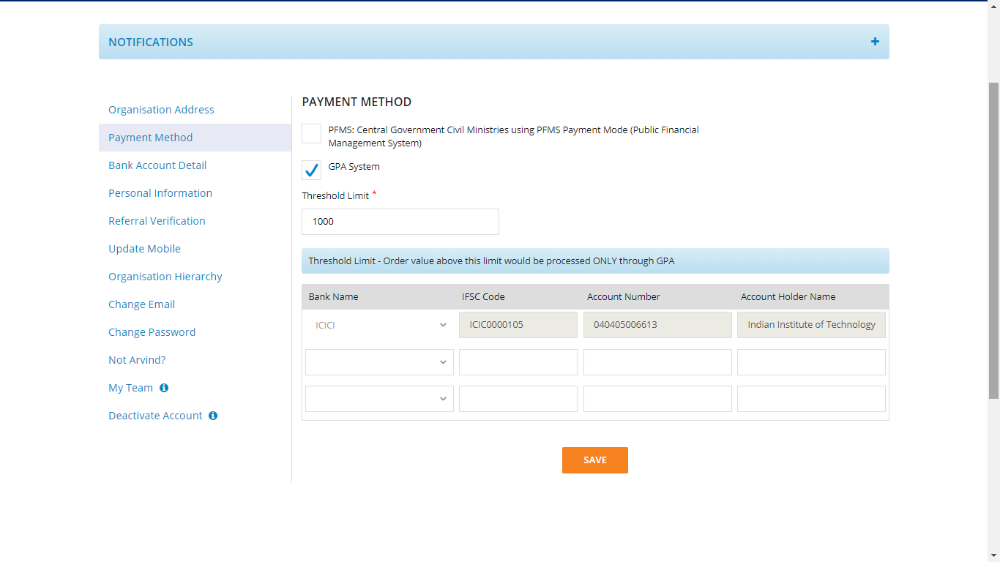 NOTIFICATIONS
Organisation Address
Payment Method
Bank Account Detail
Personal Information
Referral Verification
Update Mobile
Organisation Hierarchy
Change Email
Change Password
Not Arvind?
My Team
Deactivate Account
PAYMENT METHOD
PFMS: Central Government Civil Ministries using PFMS Payment Mode (Public Financial
Management System)
GPA System
Threshold Limit *
1000
Threshold Limit - Order value above this limit would be processed ONLY through GPA
Bank Name IFSC Code Account Number Account Holder Name
ICICI ICIC0000105 040405006613 Indian Institute of Technology
SAVE